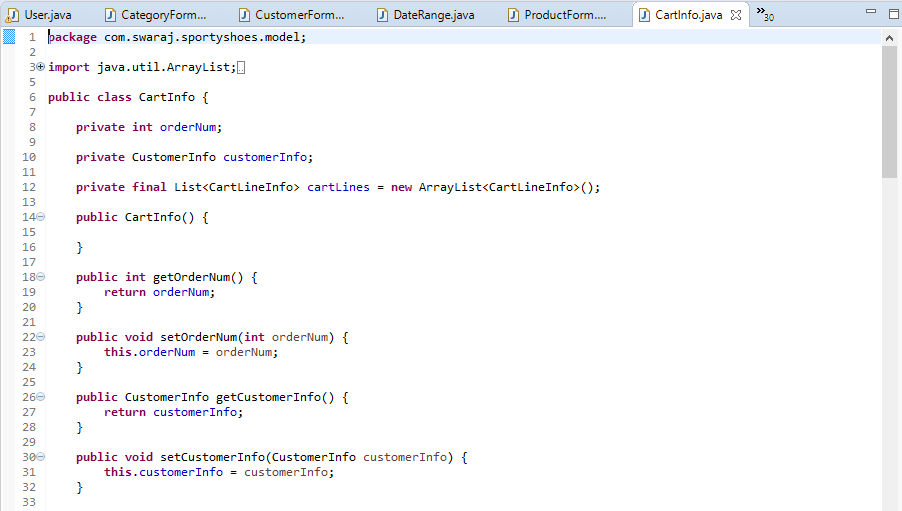 User.java CategoryForm... CustomerForm... DateRange.java ProductForm.... CartInfo.java 30
1 package com.swaraj.sportyshoes.model;
2
3 import java.util.ArrayList;
5
6 public class CartInfo {
7
8 private int orderNum;
9
10 private CustomerInfo customerInfo;
11
12 private final List<CartLineInfo> cartLines = new ArrayList<CartLineInfo>();
13
14 public CartInfo() {
15
16 }
17
18 public int getOrderNum() {
19 return orderNum;
20 }
21
22 public void setOrderNum(int orderNum) {
23 this.orderNum = orderNum;
24 }
25
26 public CustomerInfo getCustomerInfo() {
27 return customerInfo;
28 }
29
30 public void setCustomerInfo(CustomerInfo customerInfo) {
31 this.customerInfo = customerInfo;
32 }
33